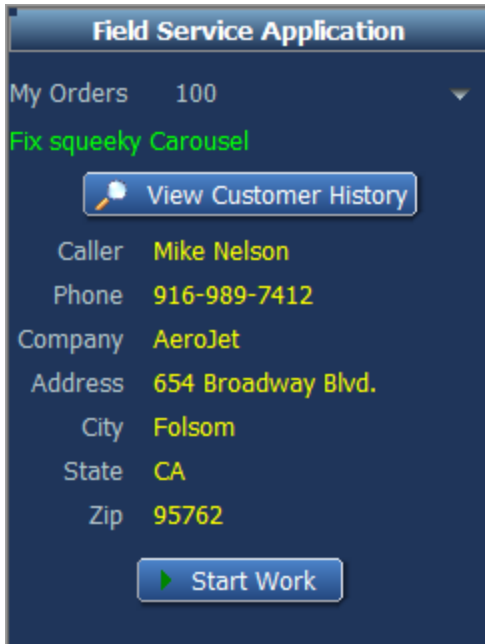 Field Service Application
My Orders 100
Fix squeeky Carousel
View Customer History
Caller Mike Nelson
Phone 916-989-7412
Company AeroJet
Address 654 Broadway Blvd.
City Folsom
State CA
Zip 95762
Start Work